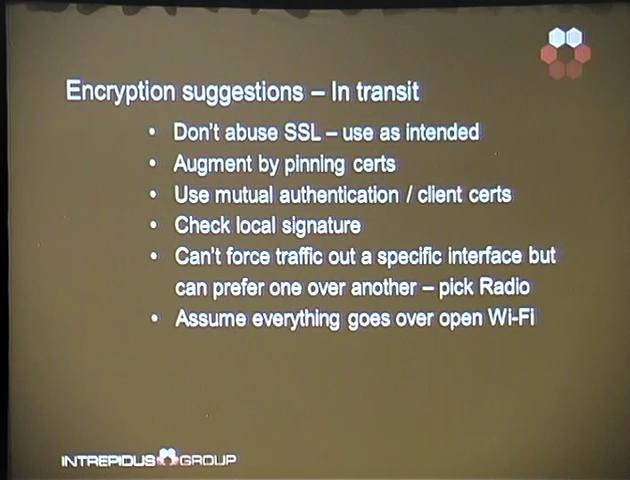 Encryption suggestions – In transit
• Don't abuse SSL – use as intended
• Augment by pinning certs
• Use mutual authentication / client certs
• Check local signature
• Can't force traffic out a specific interface but
can prefer one over another – pick Radio
• Assume everything goes over open Wi-Fi
INTREPIDUS GROUP